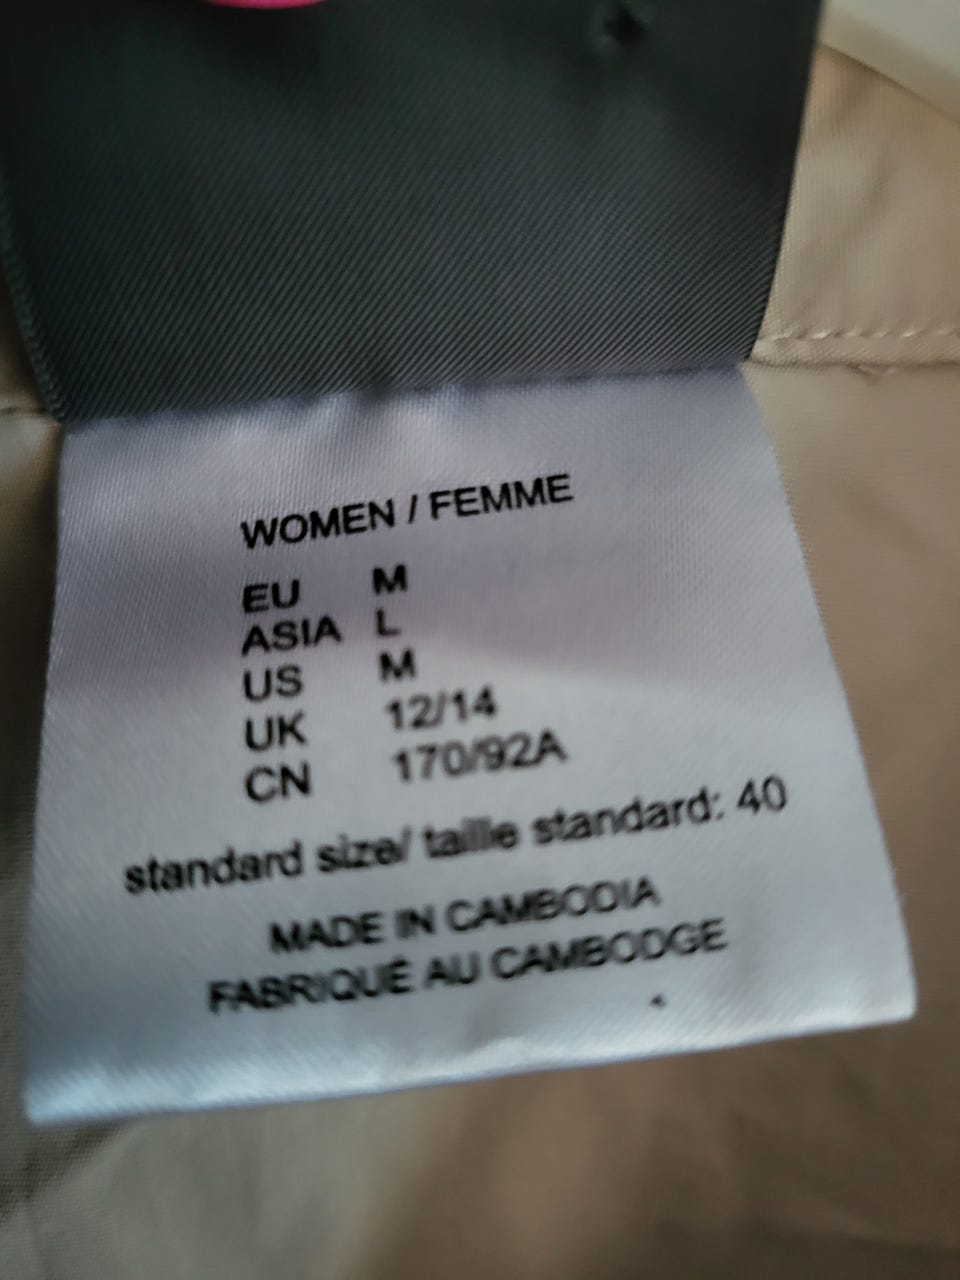 WOMEN / FEMME
EU M
ASIA L
US M
UK 12/14
CN 170/92A
standard size/ taille standard: 40
MADE IN CAMBODIA
FABRIQUÉ AU CAMBODGE